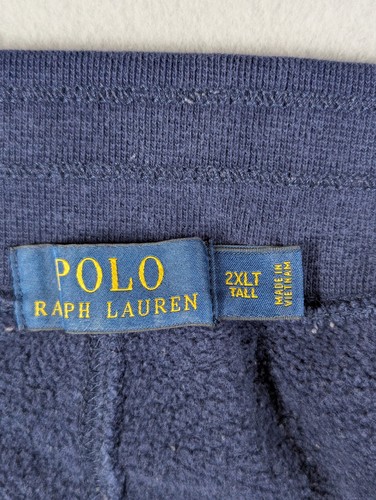 POLO
RALPH LAUREN
2XLT
TALL
MADE IN
VIETNAM